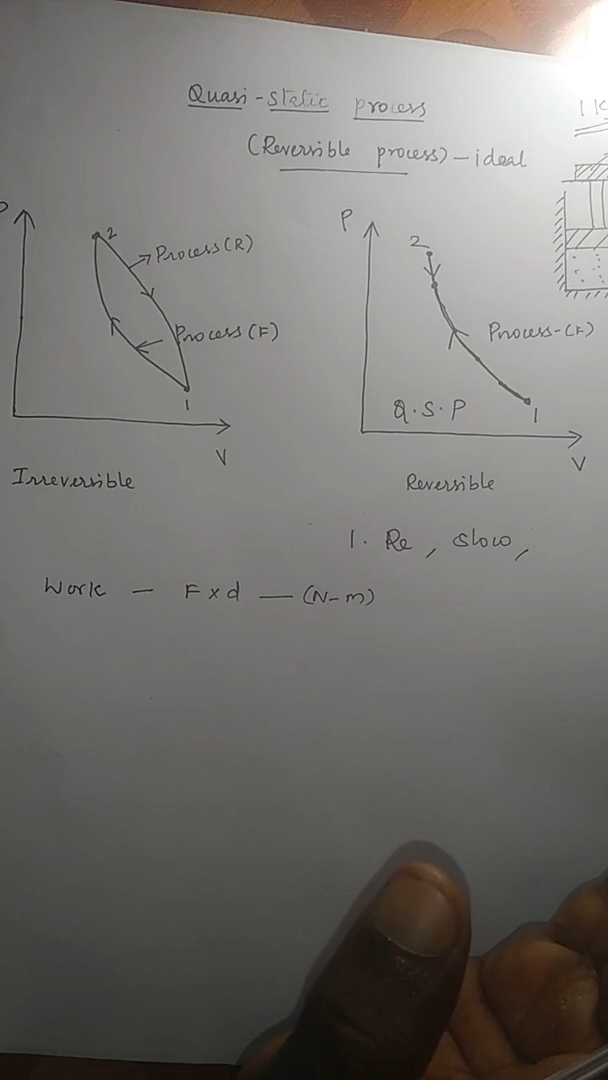 Quasi-static process
(Reversible process) - ideal
P
2
Process (R)
Process (F)
1
V
Irreversible
P
2
Process-(F)
Q.S.P
1
V
Reversible
1. Re, slow,
Work - F x d - (N-m)